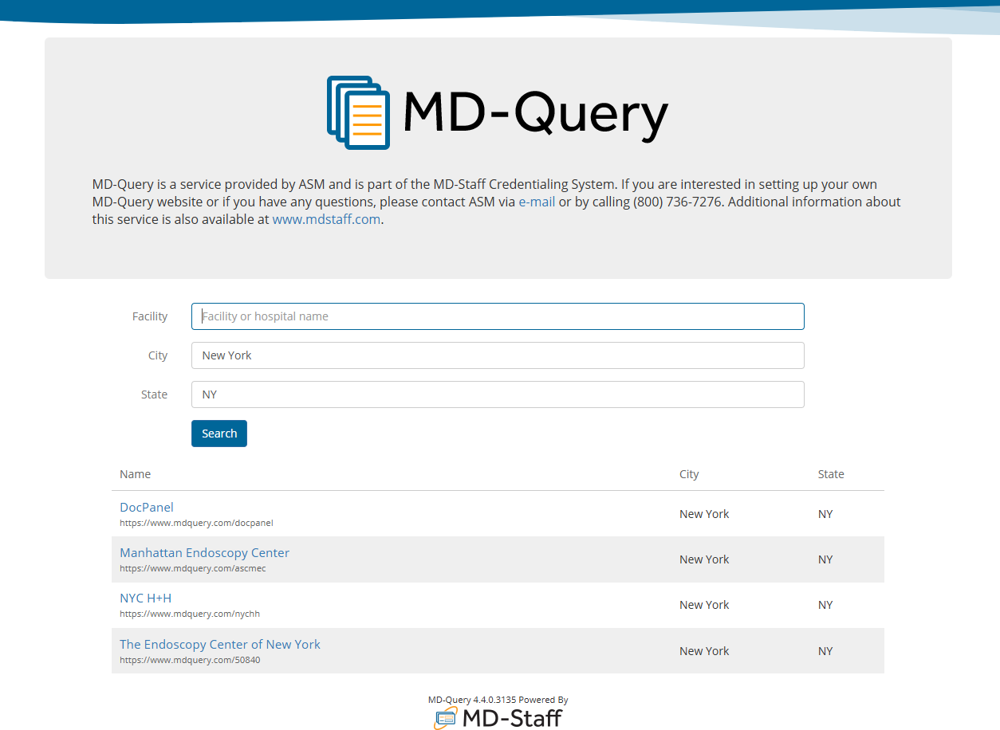 MD-Query
MD-Query is a service provided by ASM and is part of the MD-Staff Credentialing System. If you are interested in setting up your own
MD-Query website or if you have any questions, please contact ASM via e-mail or by calling (800) 736-7276. Additional information about
this service is also available at www.mdstaff.com.
Facility Facility or hospital name
City New York
State NY
Search
Name City State
DocPanel
https://www.mdquery.com/docpanel
New York NY
Manhattan Endoscopy Center
https://www.mdquery.com/ascmec
New York NY
NYC H+H
https://www.mdquery.com/nychh
New York NY
The Endoscopy Center of New York
https://www.mdquery.com/50840
New York NY
MD-Query 4.4.0.3135 Powered By
MD-Staff